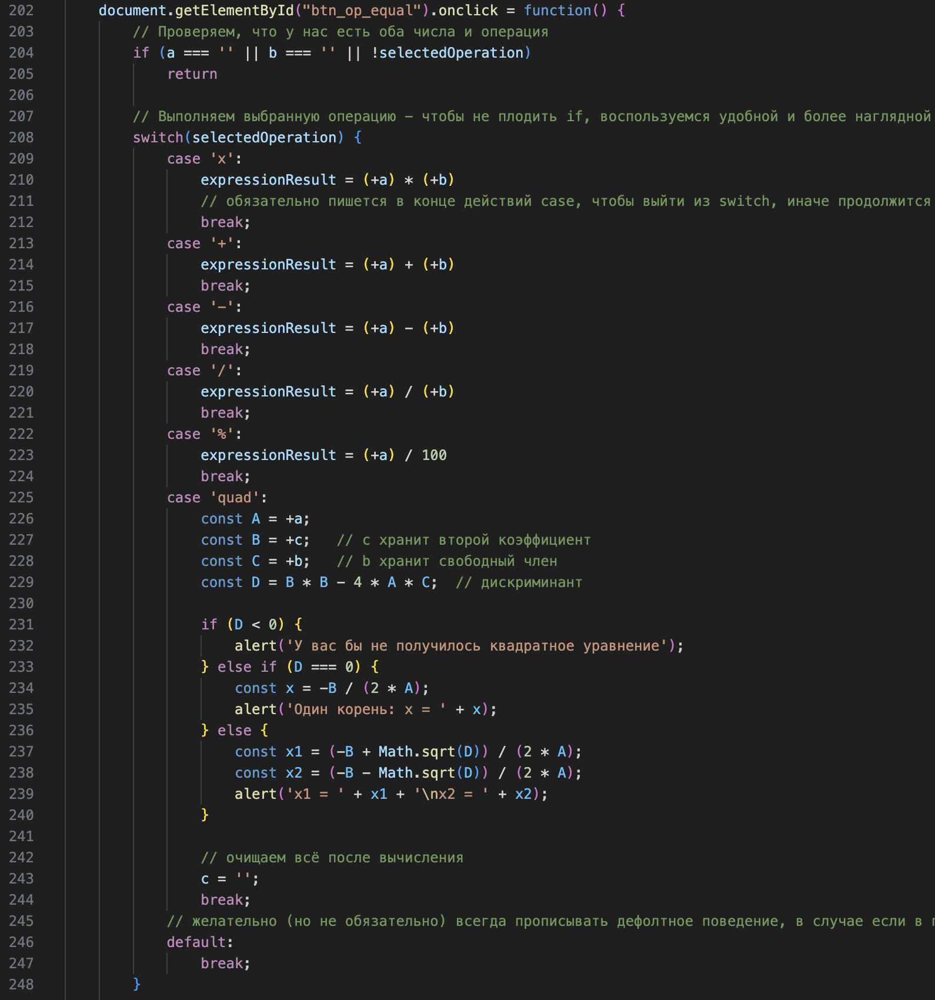 202 document.getElementById("btn_op_equal").onclick = function() {
203 // Проверяем, что у нас есть оба числа и операция
204 if (a === '' || b === '' || !selectedOperation)
205 return
206
207 // Выполняем выбранную операцию — чтобы не плодить if, воспользуемся удобной и более наглядной
208 switch(selectedOperation) {
209 case 'x':
210 expressionResult = (+a) * (+b)
211 // обязательно пишется в конце действий case, чтобы выйти из switch, иначе продолжится
212 break;
213 case '+':
214 expressionResult = (+a) + (+b)
215 break;
216 case '-':
217 expressionResult = (+a) - (+b)
218 break;
219 case '/':
220 expressionResult = (+a) / (+b)
221 break;
222 case '%':
223 expressionResult = (+a) / 100
224 break;
225 case 'quad':
226 const A = +a;
227 const B = +c; // c хранит второй коэффициент
228 const C = +b; // b хранит свободный член
229 const D = B * B - 4 * A * C; // дискриминант
230
231 if (D < 0) {
232 alert('У вас бы не получилось квадратное уравнение');
233 } else if (D === 0) {
234 const x = -B / (2 * A);
235 alert('Один корень: x = ' + x);
236 } else {
237 const x1 = (-B + Math.sqrt(D)) / (2 * A);
238 const x2 = (-B - Math.sqrt(D)) / (2 * A);
239 alert('x1 = ' + x1 + '\nx2 = ' + x2);
240 }
241
242 // очищаем всё после вычисления
243 c = '';
244 break;
245 // желательно (но не обязательно) всегда прописывать дефолтное поведение, в случае если в
246 default:
247 break;
248 }